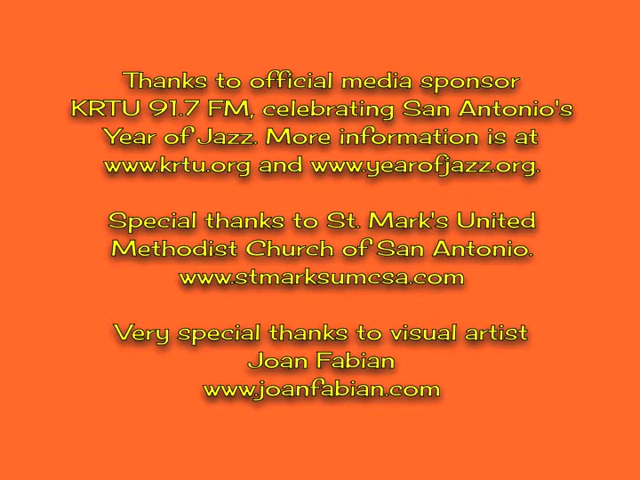 Thanks to official media sponsor
KRTU 91.7 FM, celebrating San Antonio's
Year of Jazz. More information is at
www.krtu.org and www.yearofjazz.org.
Special thanks to St. Mark's United
Methodist Church of San Antonio.
www.stmarksumcsa.com
Very special thanks to visual artist
Joan Fabian
www.joanfabian.com